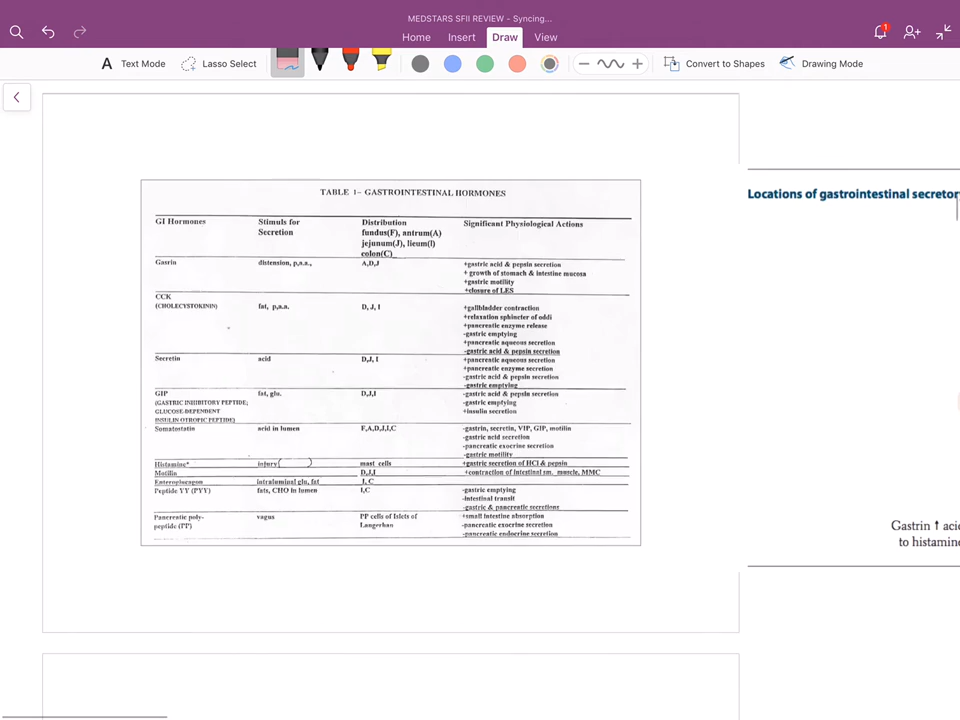 MEDSTARS SFII REVIEW - Syncing...
Home Insert Draw View
1
Text Mode Lasso Select Convert to Shapes Drawing Mode
TABLE 1- GASTROINTESTINAL HORMONES
GI Hormones
Stimuls for
Secretion
Distribution
fundus(F), antrum(A)
jejunum(J), lieum(I)
colon(C)
Significant Physiological Actions
Gasrin
distension, p,a.a.,
A,D,J
+gastric acid & pepsin secretion
+ growth of stomach & intestine mucosa
+gastric motility
+closure of LES
CCK
(CHOLECYSTOKININ)
fat, p,a.a.
D, J, I
+gallbladder contraction
+relaxation sphincter of oddi
+pancreatic enzyme release
-gastric emptying
+pancreatic aqueous secretion
-gastric acid & pepsin secretion
Secretin
acid
D,J, I
+pancreatic aqueous secretion
+pancreatic enzyme secretion
-gastric acid & pepsin secretion
-gastric emptying
GIP
(GASTRIC INHIBITORY PEPTIDE;
GLUCOSE-DEPENDENT
INSULIN OTROPIC PEPTIDE)
fat, glu.
D,J,I
-gastric acid & pepsin secretion
-gastric emptying
+insulin secretion
Somatostatin
acid in lumen
F,A,D,J,I,C
-gastrin, secretin, VIP, GIP, motilin
-gastric acid secretion
-pancreatic exocrine secretion
-gastric motility
Histamine*
injury( )
mast cells
+gastric secretion of HCl & pepsin
Motilin
D,J,I
+contraction of intestinal sm. muscle, MMC
Enteroglucagon
intraluminal glu, fat
I, C
Peptide YY (PYY)
fats, CHO in lumen
I,C
-gastric emptying
-intestinal transit
-gastric & pancreatic secretions
Pancreatic poly-
peptide (PP)
vagus
PP cells of Islets of
Langerhan
+small intestine absorption
-pancreatic exocrine secretion
-pancreatic endocrine secretion
Locations of gastrointestinal secretor
Gastrin ↑ aci
to histamin